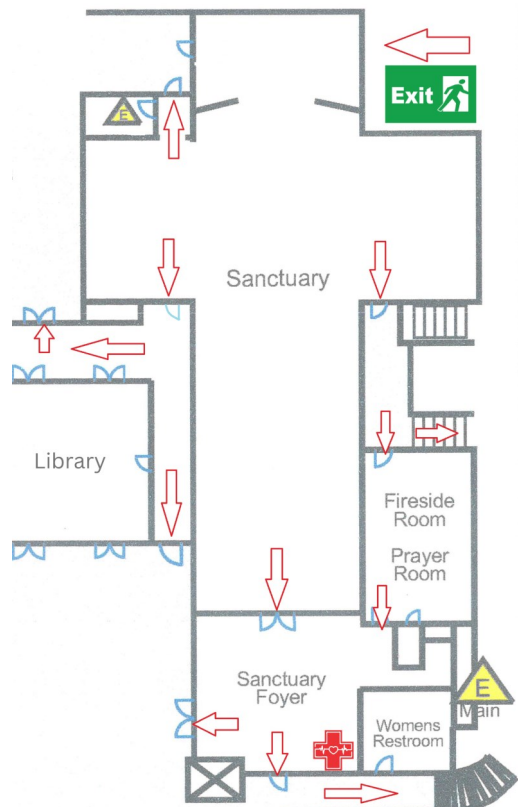 Exit
E
Sanctuary
Library
Fireside
Room
Prayer
Room
Sanctuary
Foyer
E
Main
Womens
Restroom